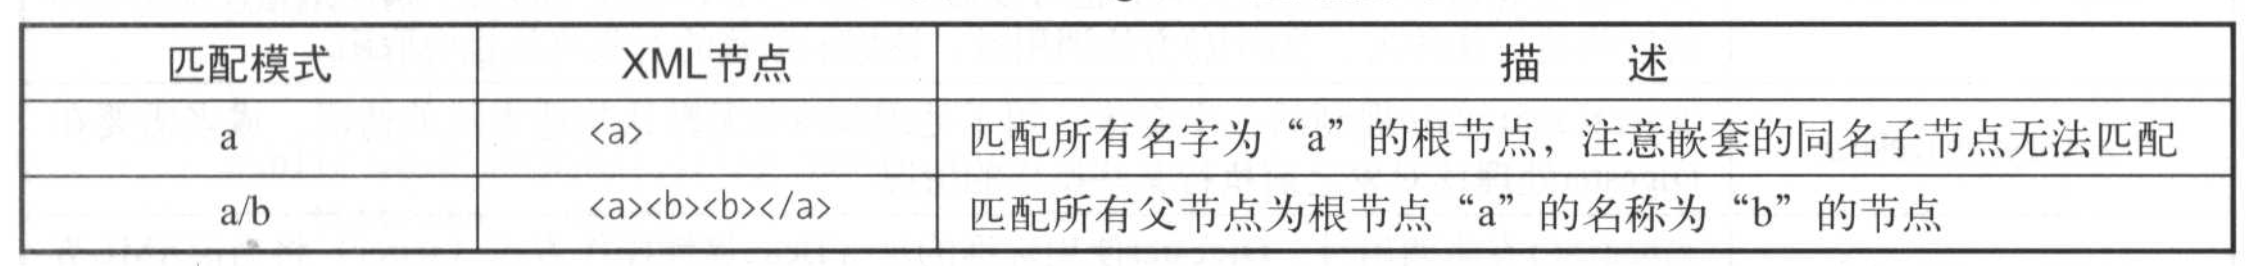 匹配模式 XML节点 描 述
a <a> 匹配所有名字为“a”的根节点，注意嵌套的同名子节点无法匹配
a/b <a><b><b></a> 匹配所有父节点为根节点“a”的名称为“b”的节点